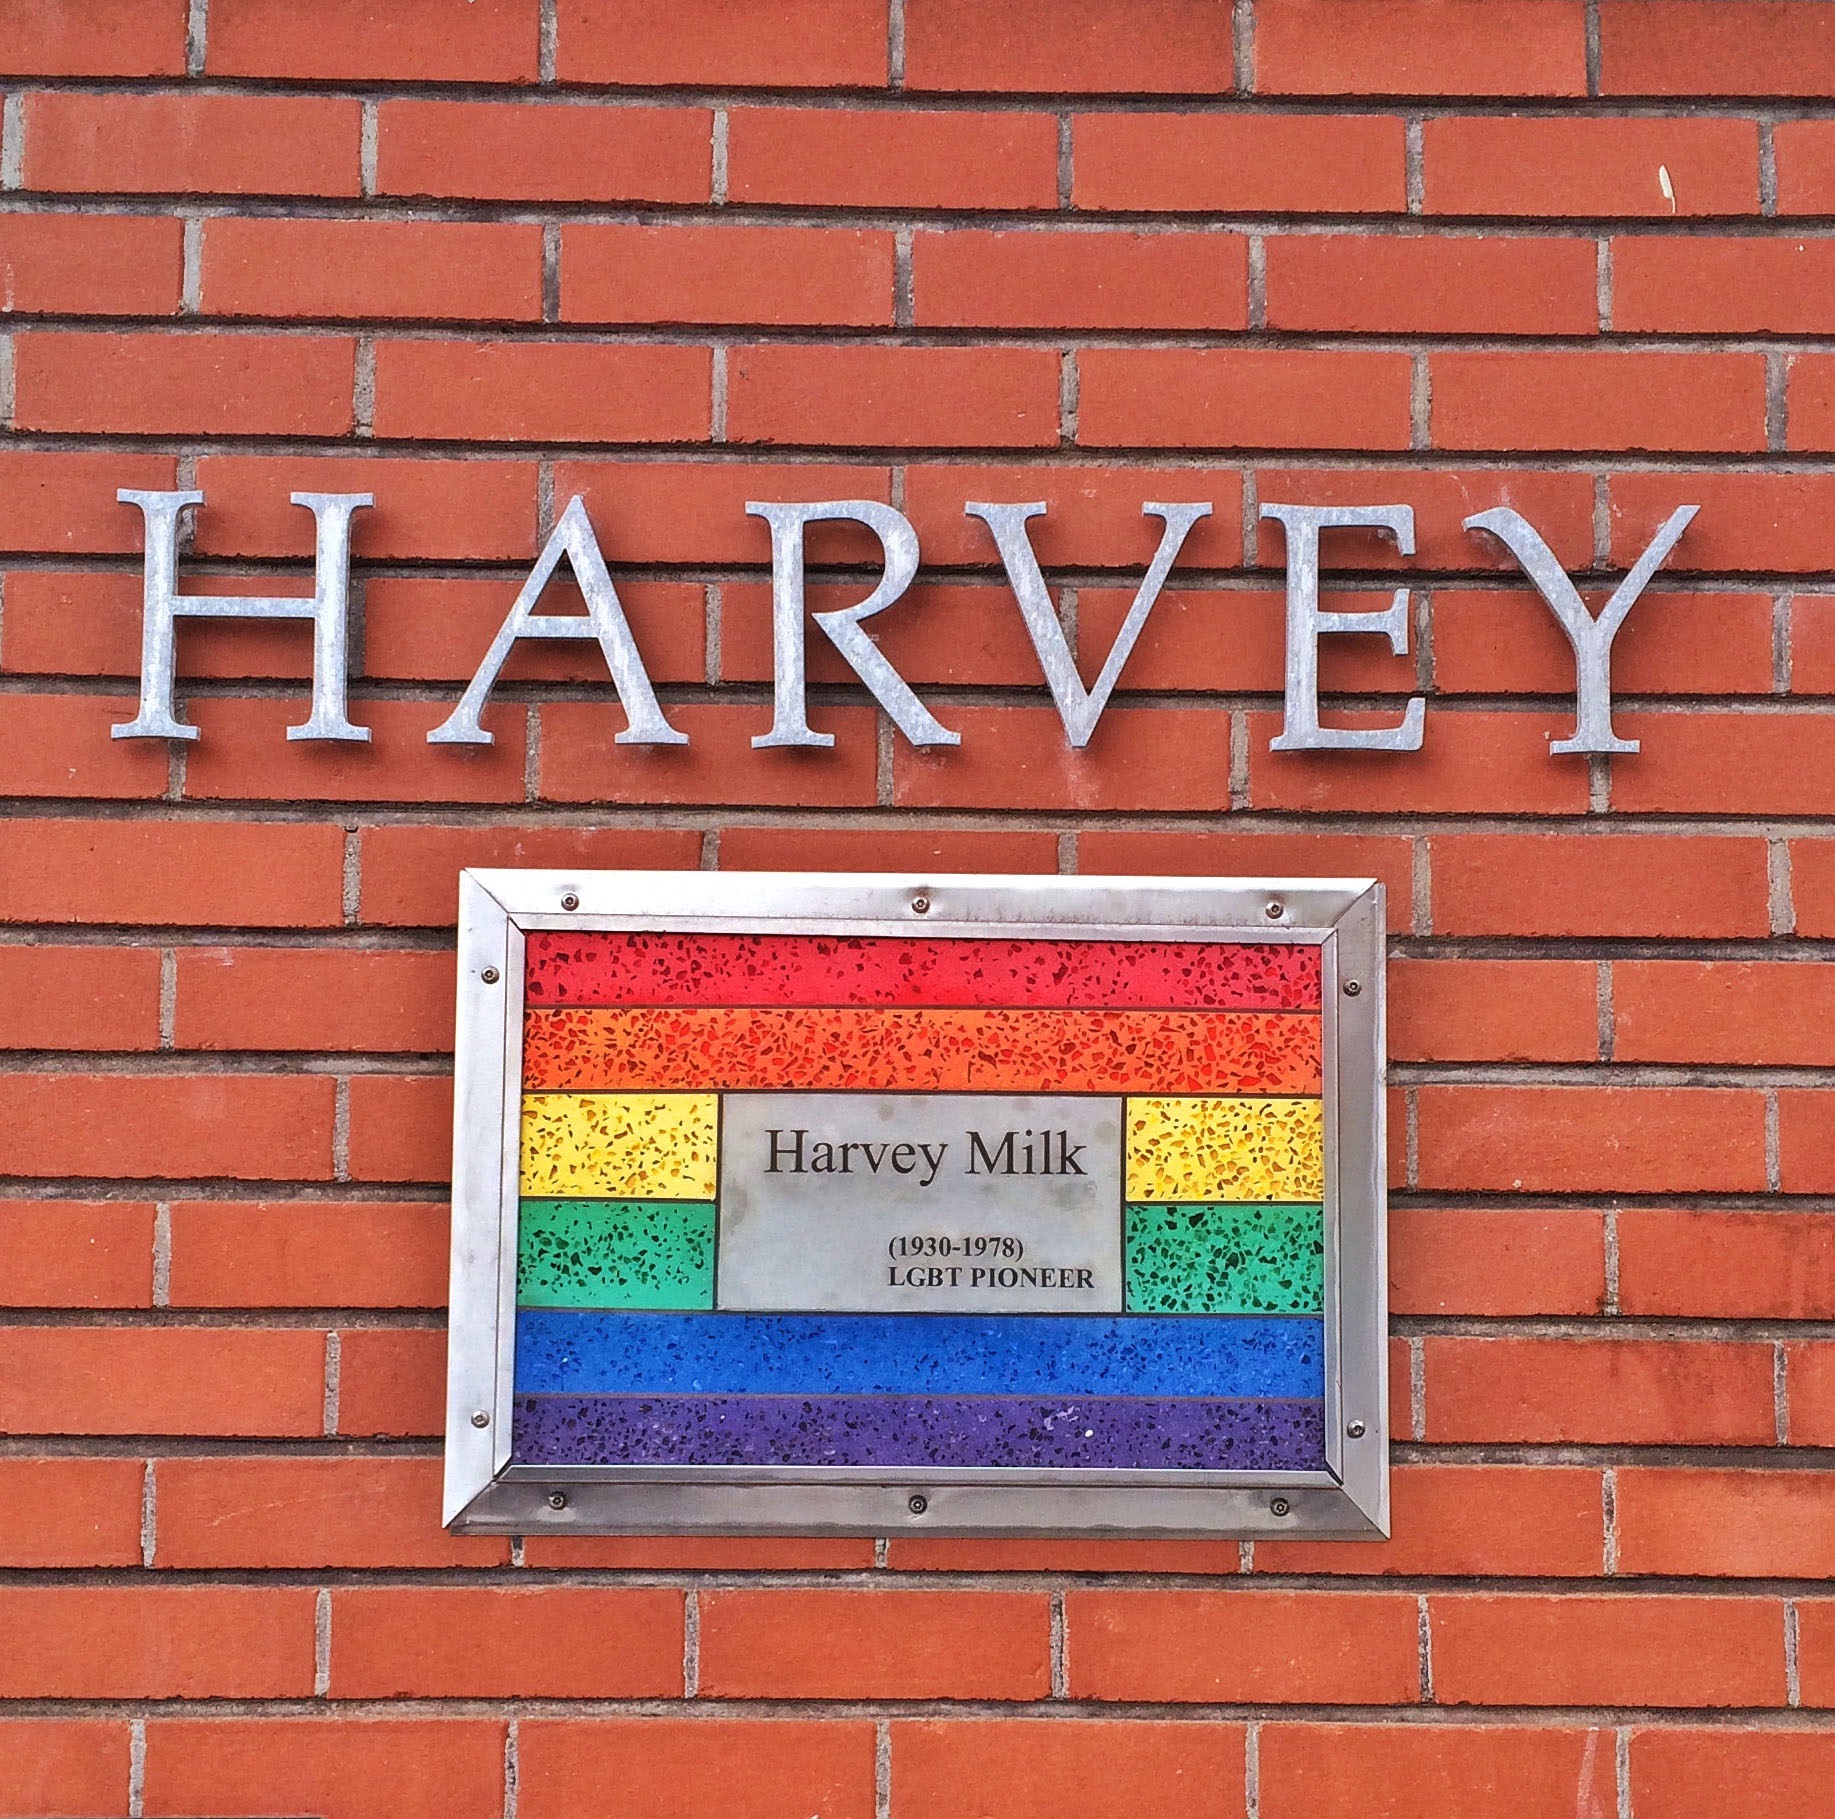 HARVEY
Harvey Milk
(1930-1978)
LGBT PIONEER